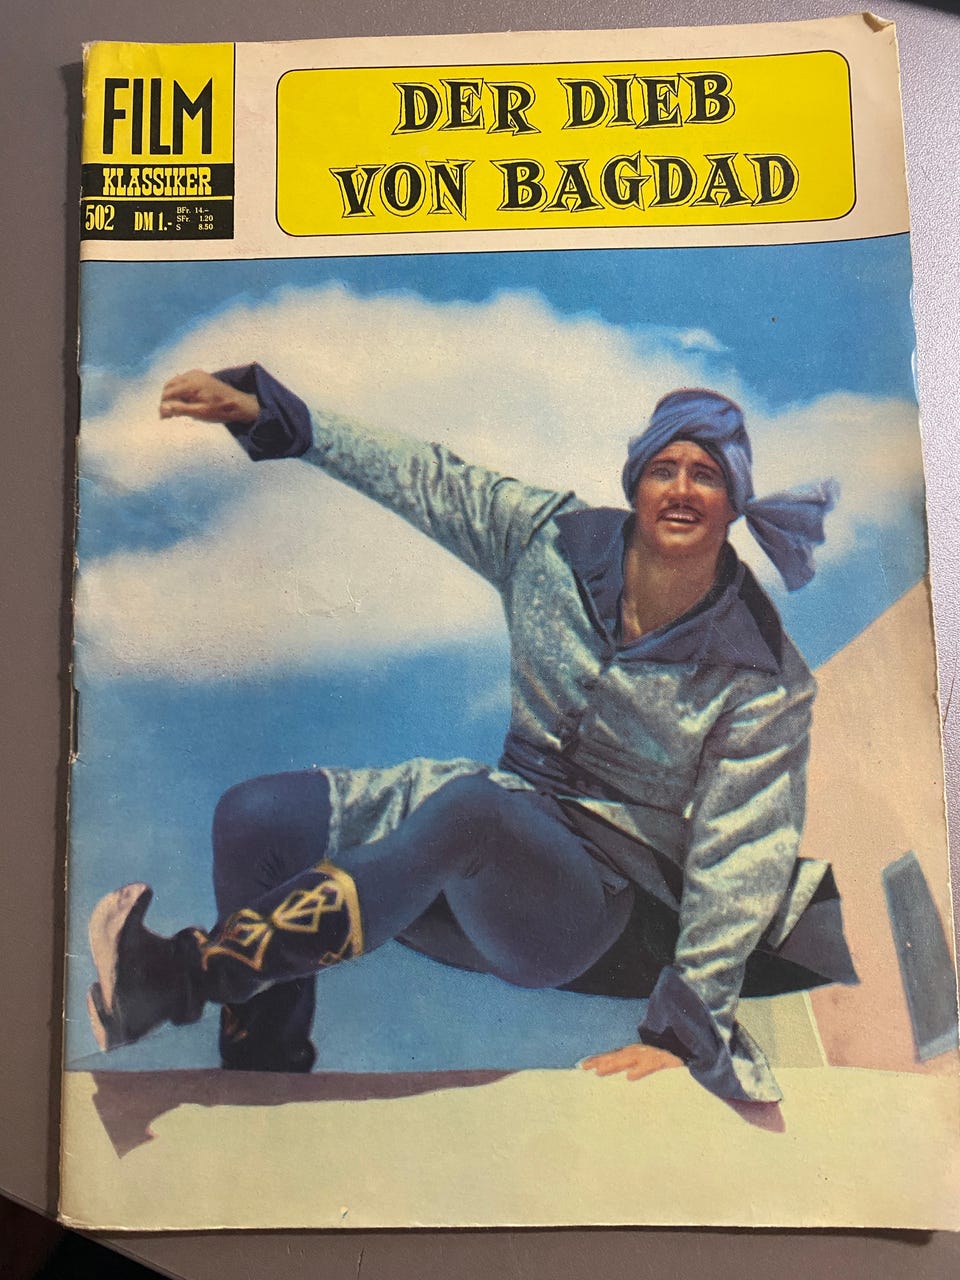 FILM
KLASSIKER
502 DM 1.- BFr. 14.–
SFr. 1.20
S 8.50
DER DIEB
VON BAGDAD